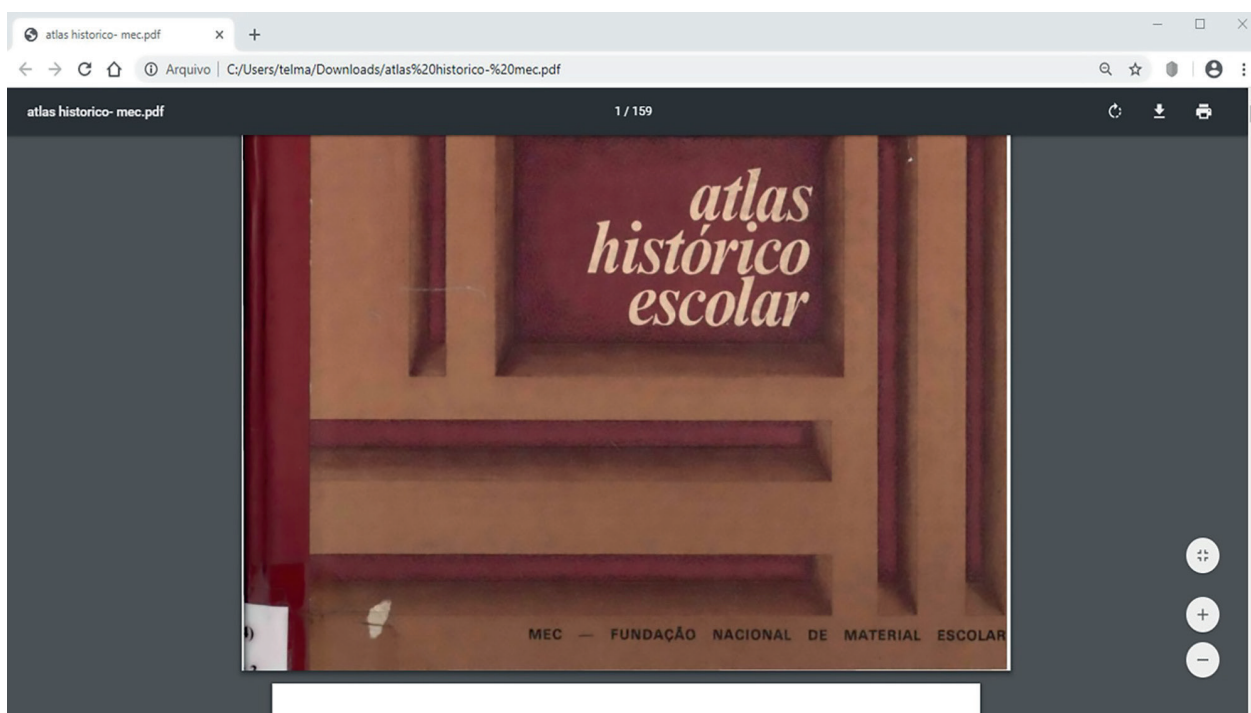 atlas historico- mec.pdf
Arquivo | C:/Users/telma/Downloads/atlas%20historico-%20mec.pdf
atlas historico- mec.pdf 1 / 159
atlas
histórico
escolar
MEC — FUNDAÇÃO NACIONAL DE MATERIAL ESCOLAR